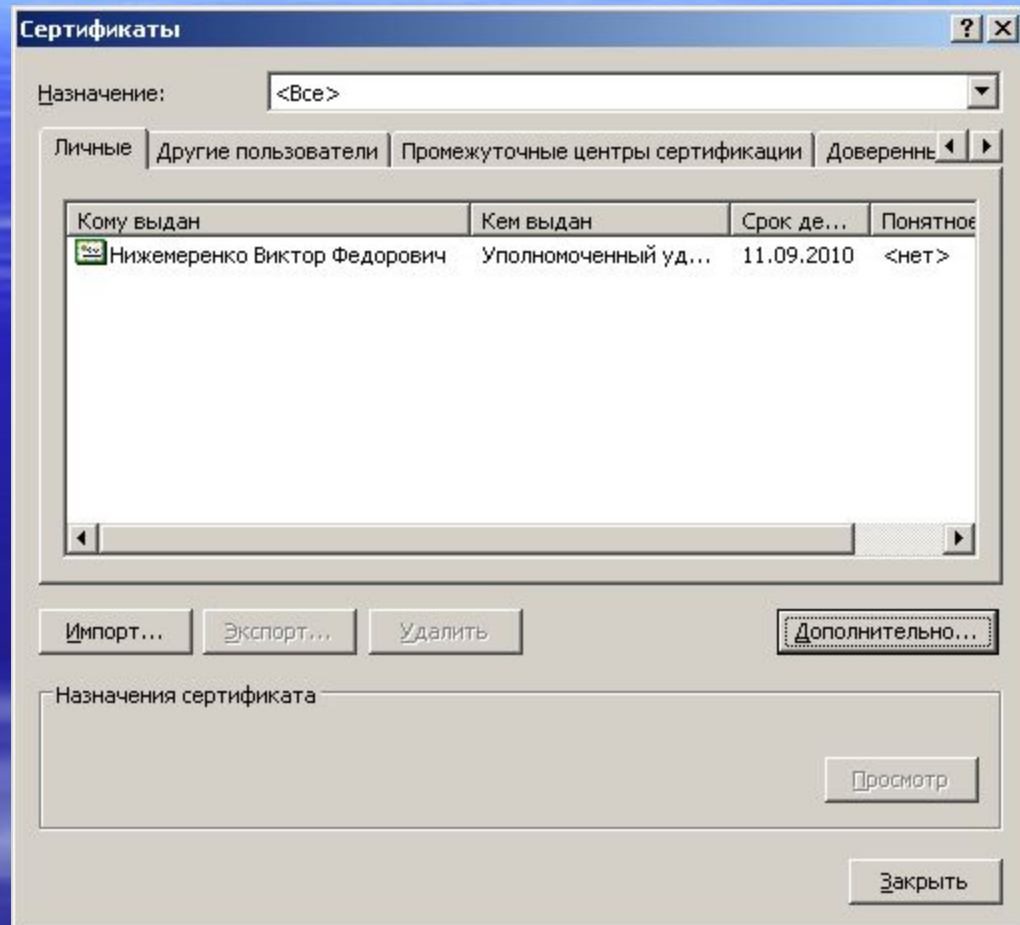 Сертификаты
Назначение: <Все>
Личные Другие пользователи Промежуточные центры сертификации Доверенны
Кому выдан Кем выдан Срок де... Понятное
Нижемеренко Виктор Федорович Уполномоченный уд... 11.09.2010 <нет>
Импорт... Экспорт... Удалить Дополнительно...
Назначения сертификата
Просмотр
Закрыть